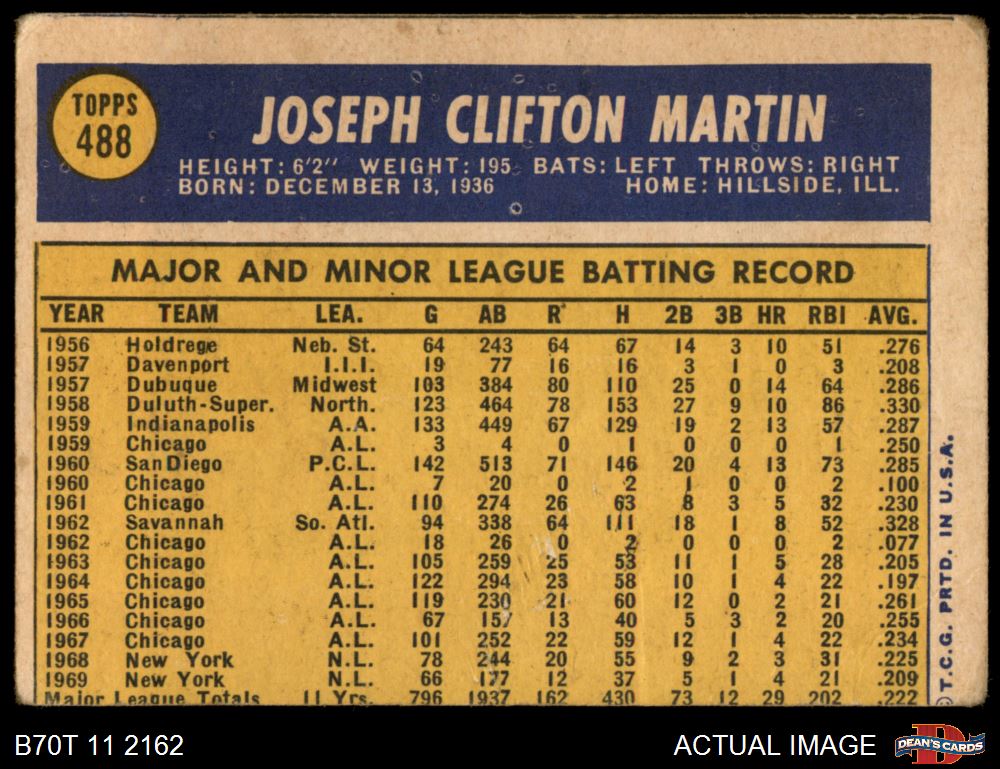 TOPPS
488
JOSEPH CLIFTON MARTIN
HEIGHT: 6'2" WEIGHT: 195 BATS: LEFT THROWS: RIGHT
BORN: DECEMBER 13, 1936 HOME: HILLSIDE, ILL.
MAJOR AND MINOR LEAGUE BATTING RECORD
YEAR TEAM LEA. G AB R H 2B 3B HR RBI AVG.
1956 Holdrege Neb. St. 64 243 64 67 14 3 10 51 .276
1957 Davenport I.I.I. 19 77 16 16 3 1 0 3 .208
1957 Dubuque Midwest 103 384 80 110 25 0 14 64 .286
1958 Duluth-Super. North. 123 464 78 153 27 9 10 86 .330
1959 Indianapolis A.A. 133 449 67 129 19 2 13 57 .287
1959 Chicago A.L. 3 4 0 1 0 0 0 1 .250
1960 San Diego P.C.L. 142 513 71 146 20 4 13 73 .285
1960 Chicago A.L. 7 20 0 2 1 0 0 2 .100
1961 Chicago A.L. 110 274 26 63 8 3 5 32 .230
1962 Savannah So. Atl. 94 338 64 111 18 1 8 52 .328
1962 Chicago A.L. 18 26 0 2 0 0 0 2 .077
1963 Chicago A.L. 105 259 25 53 11 1 5 28 .205
1964 Chicago A.L. 122 294 23 58 10 1 4 22 .197
1965 Chicago A.L. 119 230 21 60 12 0 2 21 .261
1966 Chicago A.L. 67 157 13 40 5 3 2 20 .255
1967 Chicago A.L. 101 252 22 59 12 1 4 22 .234
1968 New York N.L. 78 244 20 55 9 2 3 31 .225
1969 New York N.L. 66 177 12 37 5 1 4 21 .209
Major League Totals 11 Yrs. 796 1937 162 430 73 12 29 202 .222
©T.C.G. PRTD. IN U.S.A.
B70T 11 2162
ACTUAL IMAGE
DEAN'S CARDS